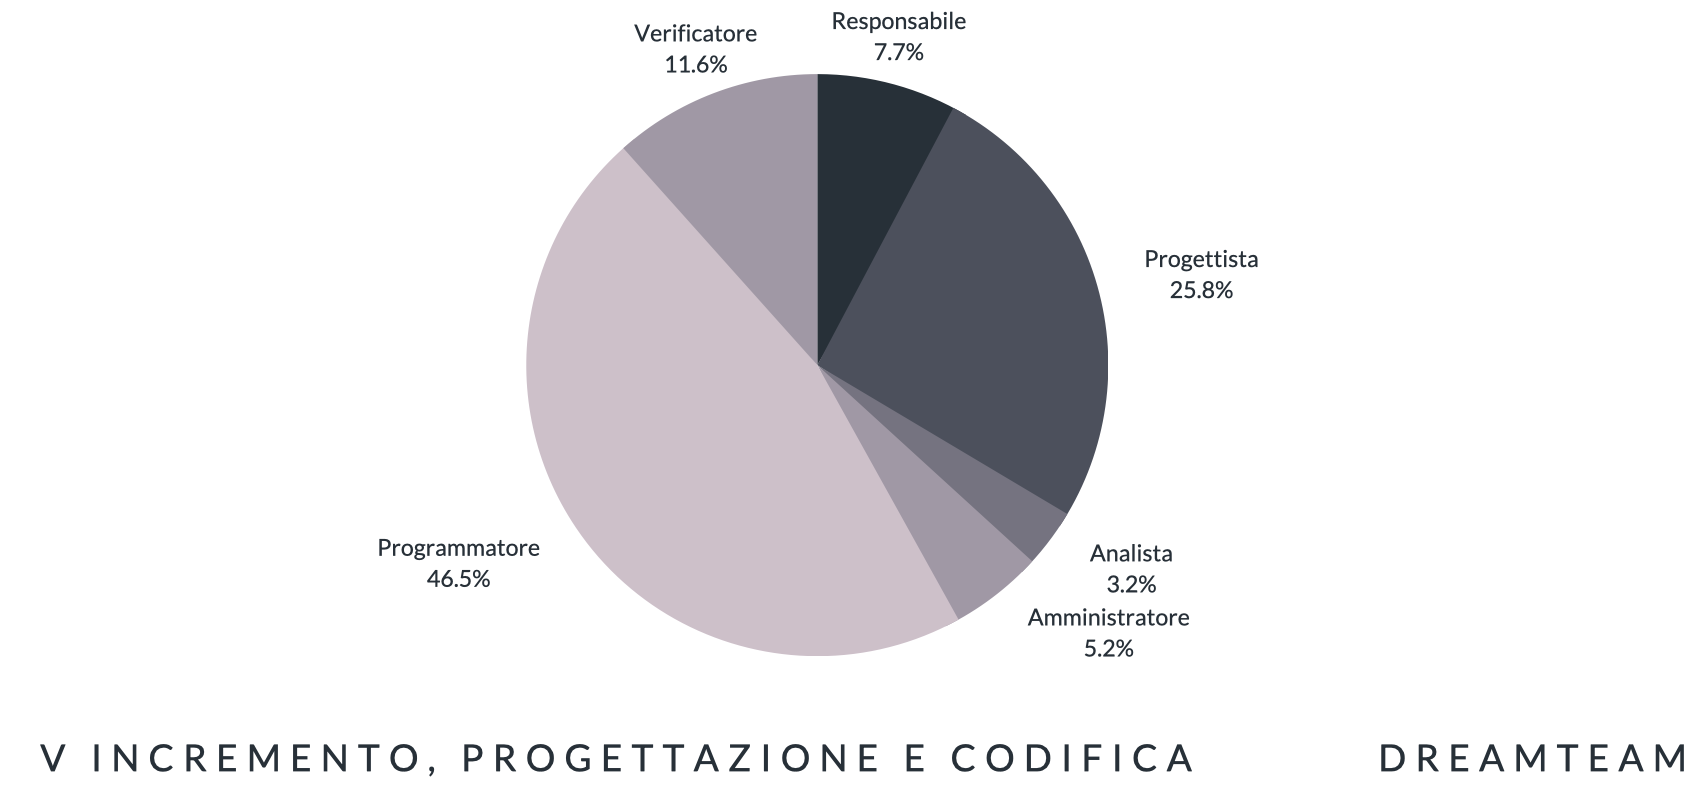 Responsabile
7.7%
Verificatore
11.6%
Progettista
25.8%
Programmatore
46.5%
Analista
3.2%
Amministratore
5.2%
V INCREMENTO, PROGETTAZIONE E CODIFICA
DREAMTEAM